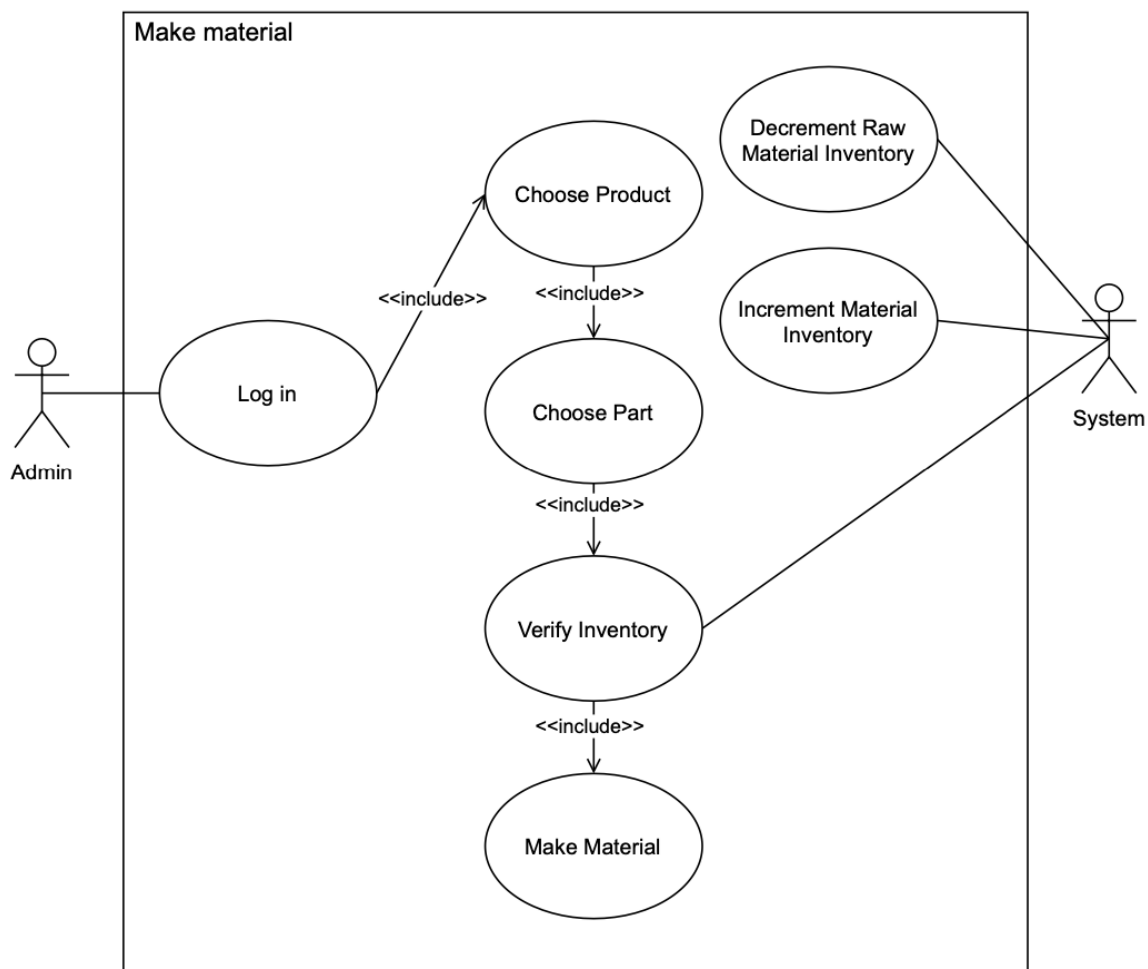 Make material
Decrement Raw
Material Inventory
Choose Product
<<include>>
<<include>>
Increment Material
Inventory
Log in
Choose Part
System
Admin
<<include>>
Verify Inventory
<<include>>
Make Material